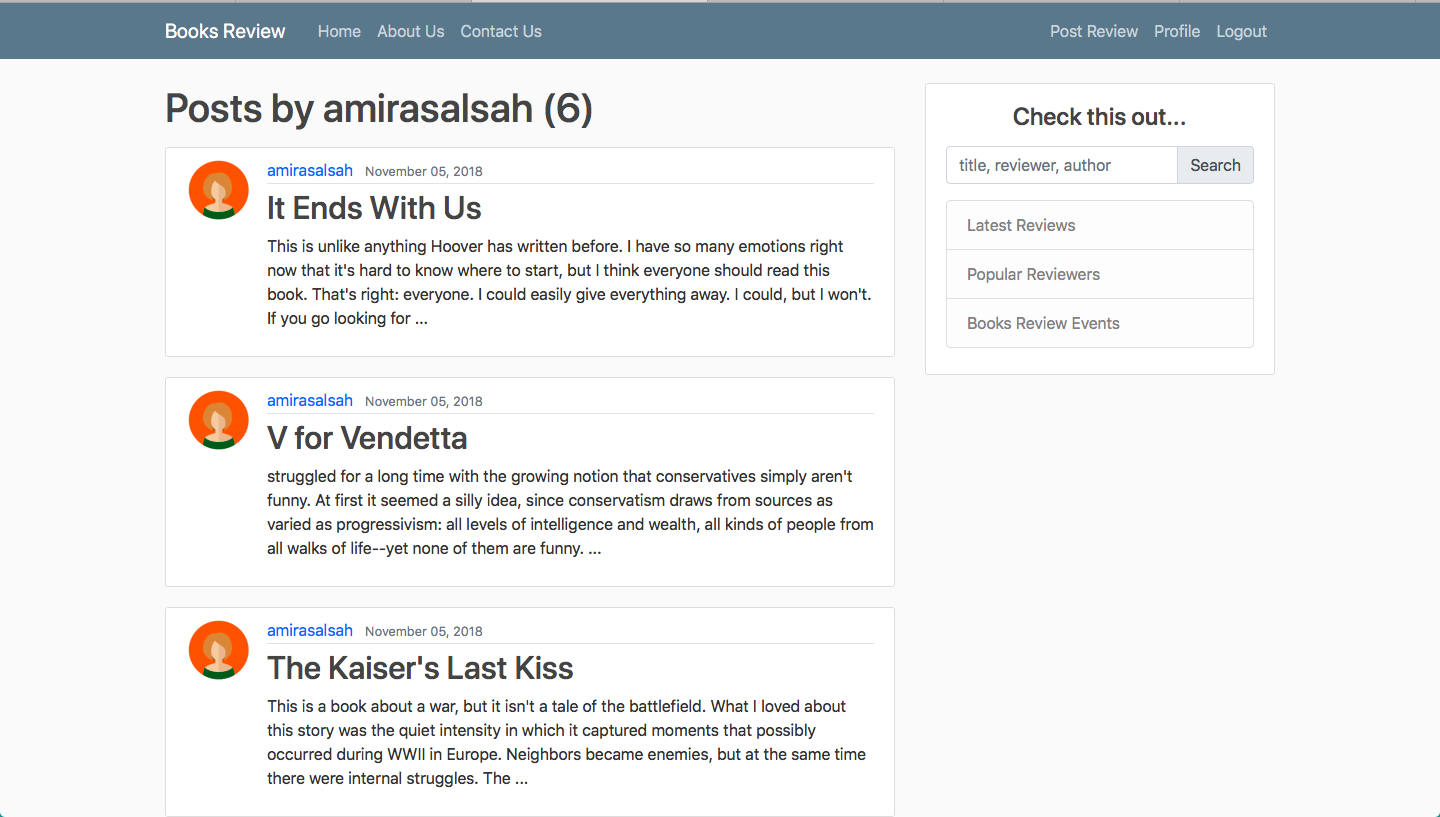 Books Review Home About Us Contact Us Post Review Profile Logout
Posts by amirasalsah (6)
amirasalsah November 05, 2018
It Ends With Us
This is unlike anything Hoover has written before. I have so many emotions right
now that it's hard to know where to start, but I think everyone should read this
book. That's right: everyone. I could easily give everything away. I could, but I won't.
If you go looking for ...
amirasalsah November 05, 2018
V for Vendetta
struggled for a long time with the growing notion that conservatives simply aren't
funny. At first it seemed a silly idea, since conservatism draws from sources as
varied as progressivism: all levels of intelligence and wealth, all kinds of people from
all walks of life--yet none of them are funny. ...
amirasalsah November 05, 2018
The Kaiser's Last Kiss
This is a book about a war, but it isn't a tale of the battlefield. What I loved about
this story was the quiet intensity in which it captured moments that possibly
occurred during WWII in Europe. Neighbors became enemies, but at the same time
there were internal struggles. The ...
Check this out...
title, reviewer, author Search
Latest Reviews
Popular Reviewers
Books Review Events